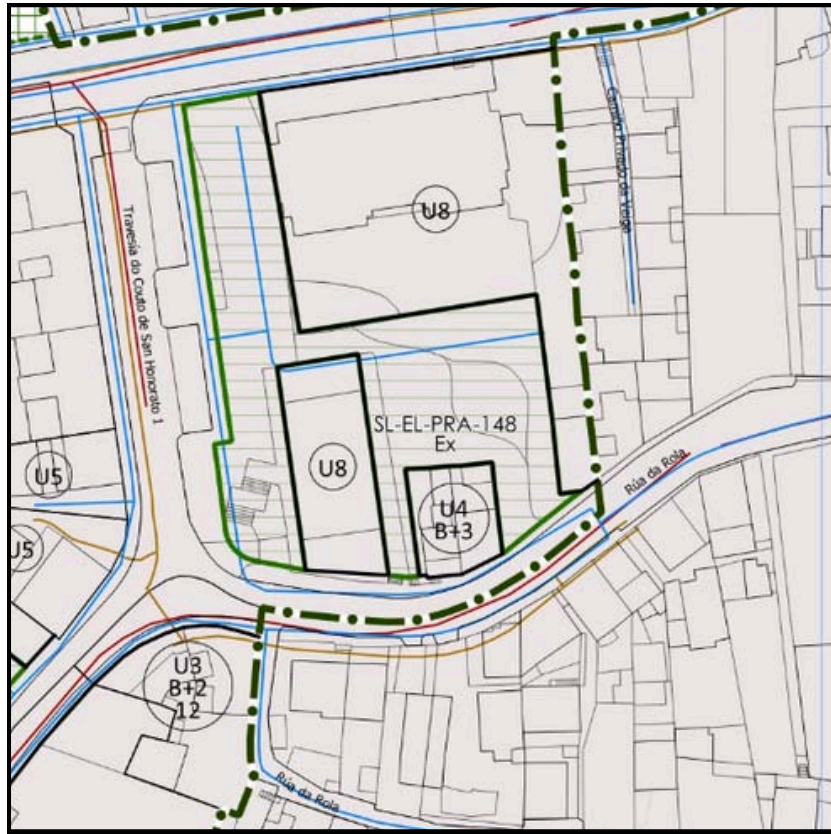 Camiño Privado da Veiga
U8
Travesía do Couto de San Honorato 1
SL-EL-PRA-148
Ex
U8
U5
U4
B+3
Rúa da Rola
U5
U3
B+2
12
Rúa da Rola